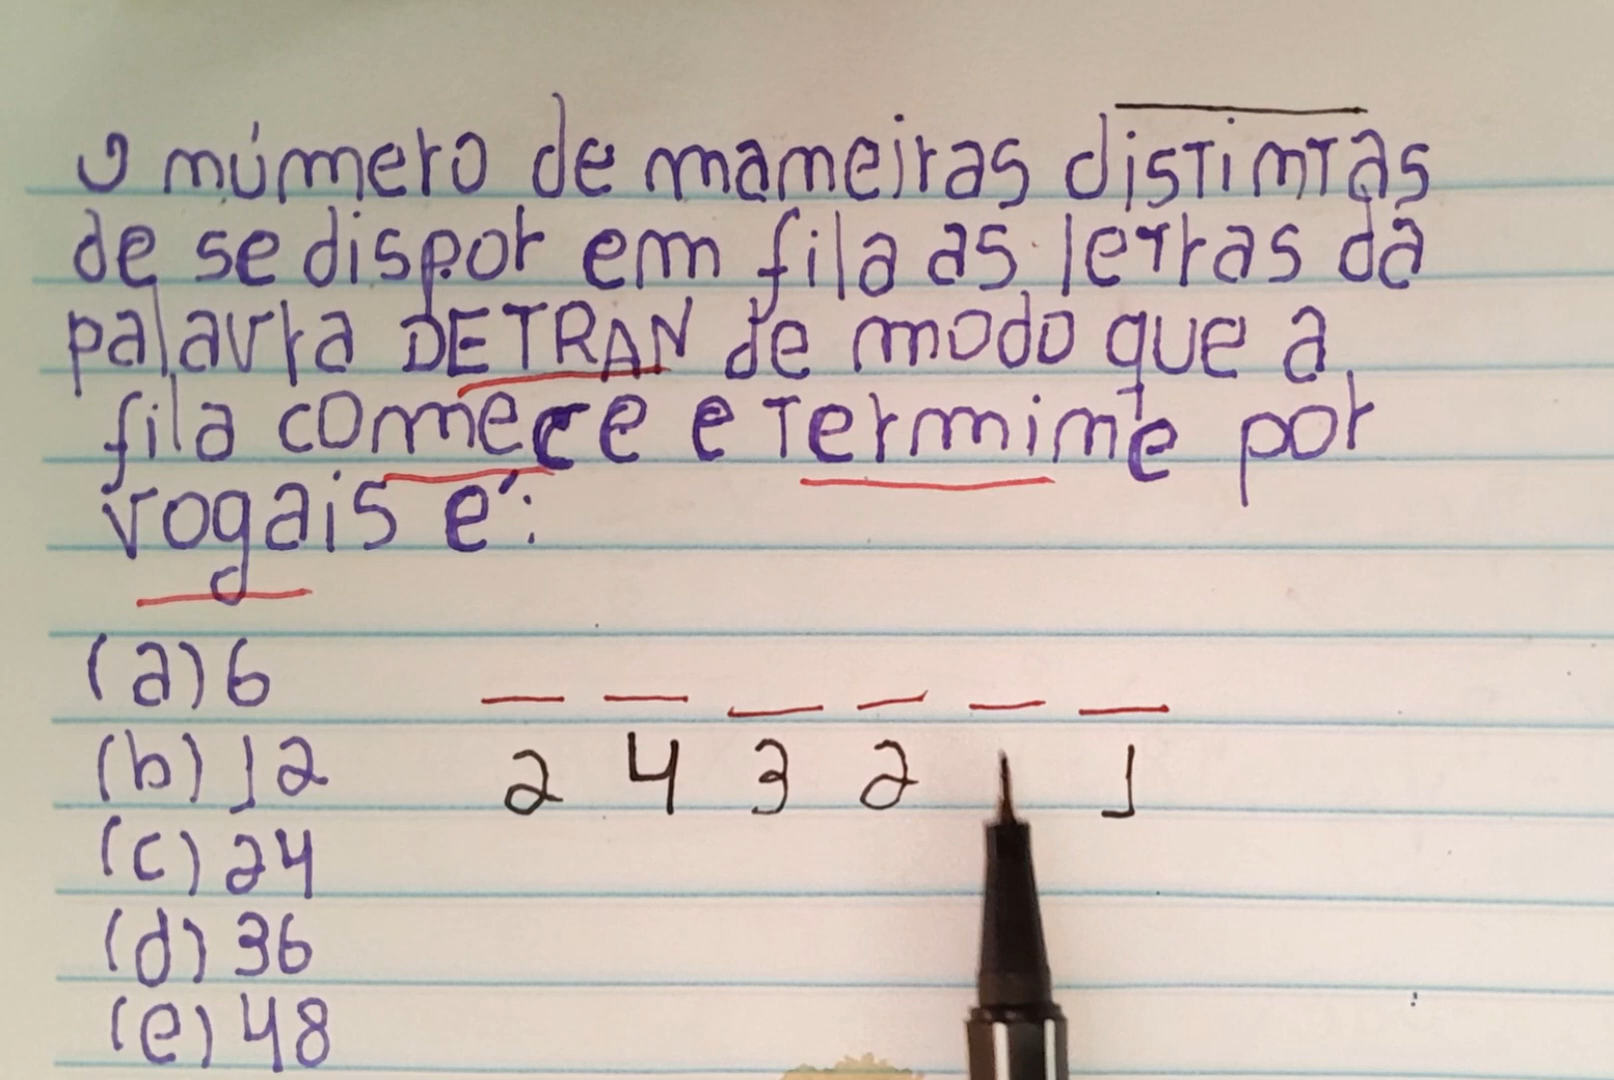 O número de maneiras distintas
de se dispor em fila as letras da
palavra DETRAN de modo que a
fila comece e termine por
vogais é:
(a) 6
(b) 12
2 4 3 2 1
(c) 24
(d) 36
(e) 48